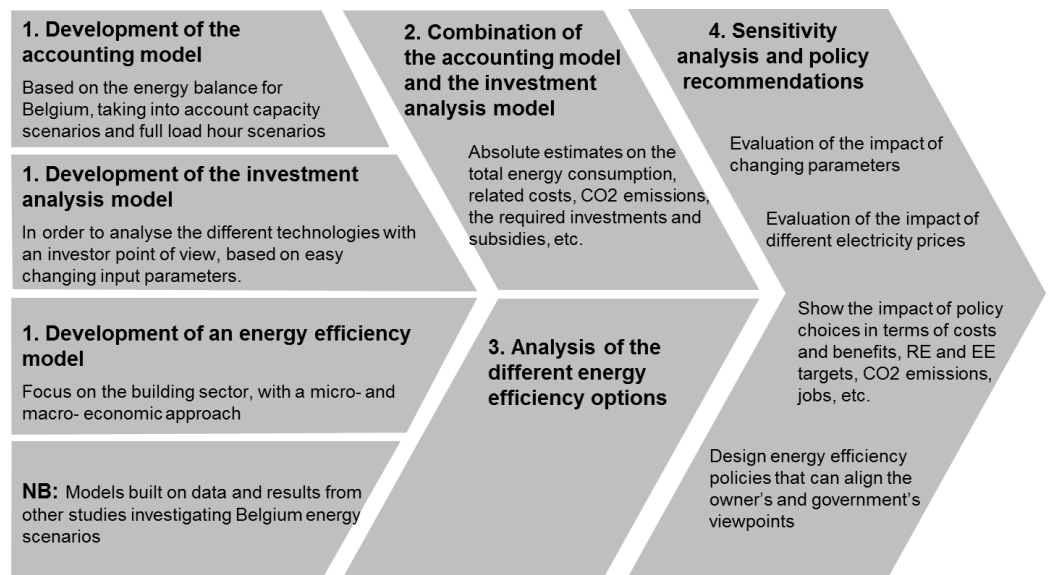 1. Development of the
accounting model
Based on the energy balance for
Belgium, taking into account capacity
scenarios and full load hour scenarios
1. Development of the investment
analysis model
In order to analyse the different technologies with
an investor point of view, based on easy
changing input parameters.
1. Development of an energy efficiency
model
Focus on the building sector, with a micro- and
macro- economic approach
NB: Models built on data and results from
other studies investigating Belgium energy
scenarios
2. Combination of
the accounting model
and the investment
analysis model
Absolute estimates on the
total energy consumption,
related costs, CO2 emissions,
the required investments and
subsidies, etc.
3. Analysis of the
different energy
efficiency options
4. Sensitivity
analysis and policy
recommendations
Evaluation of the impact of
changing parameters
Evaluation of the impact of
different electricity prices
Show the impact of policy
choices in terms of costs
and benefits, RE and EE
targets, CO2 emissions,
jobs, etc.
Design energy efficiency
policies that can align the
owner's and government's
viewpoints